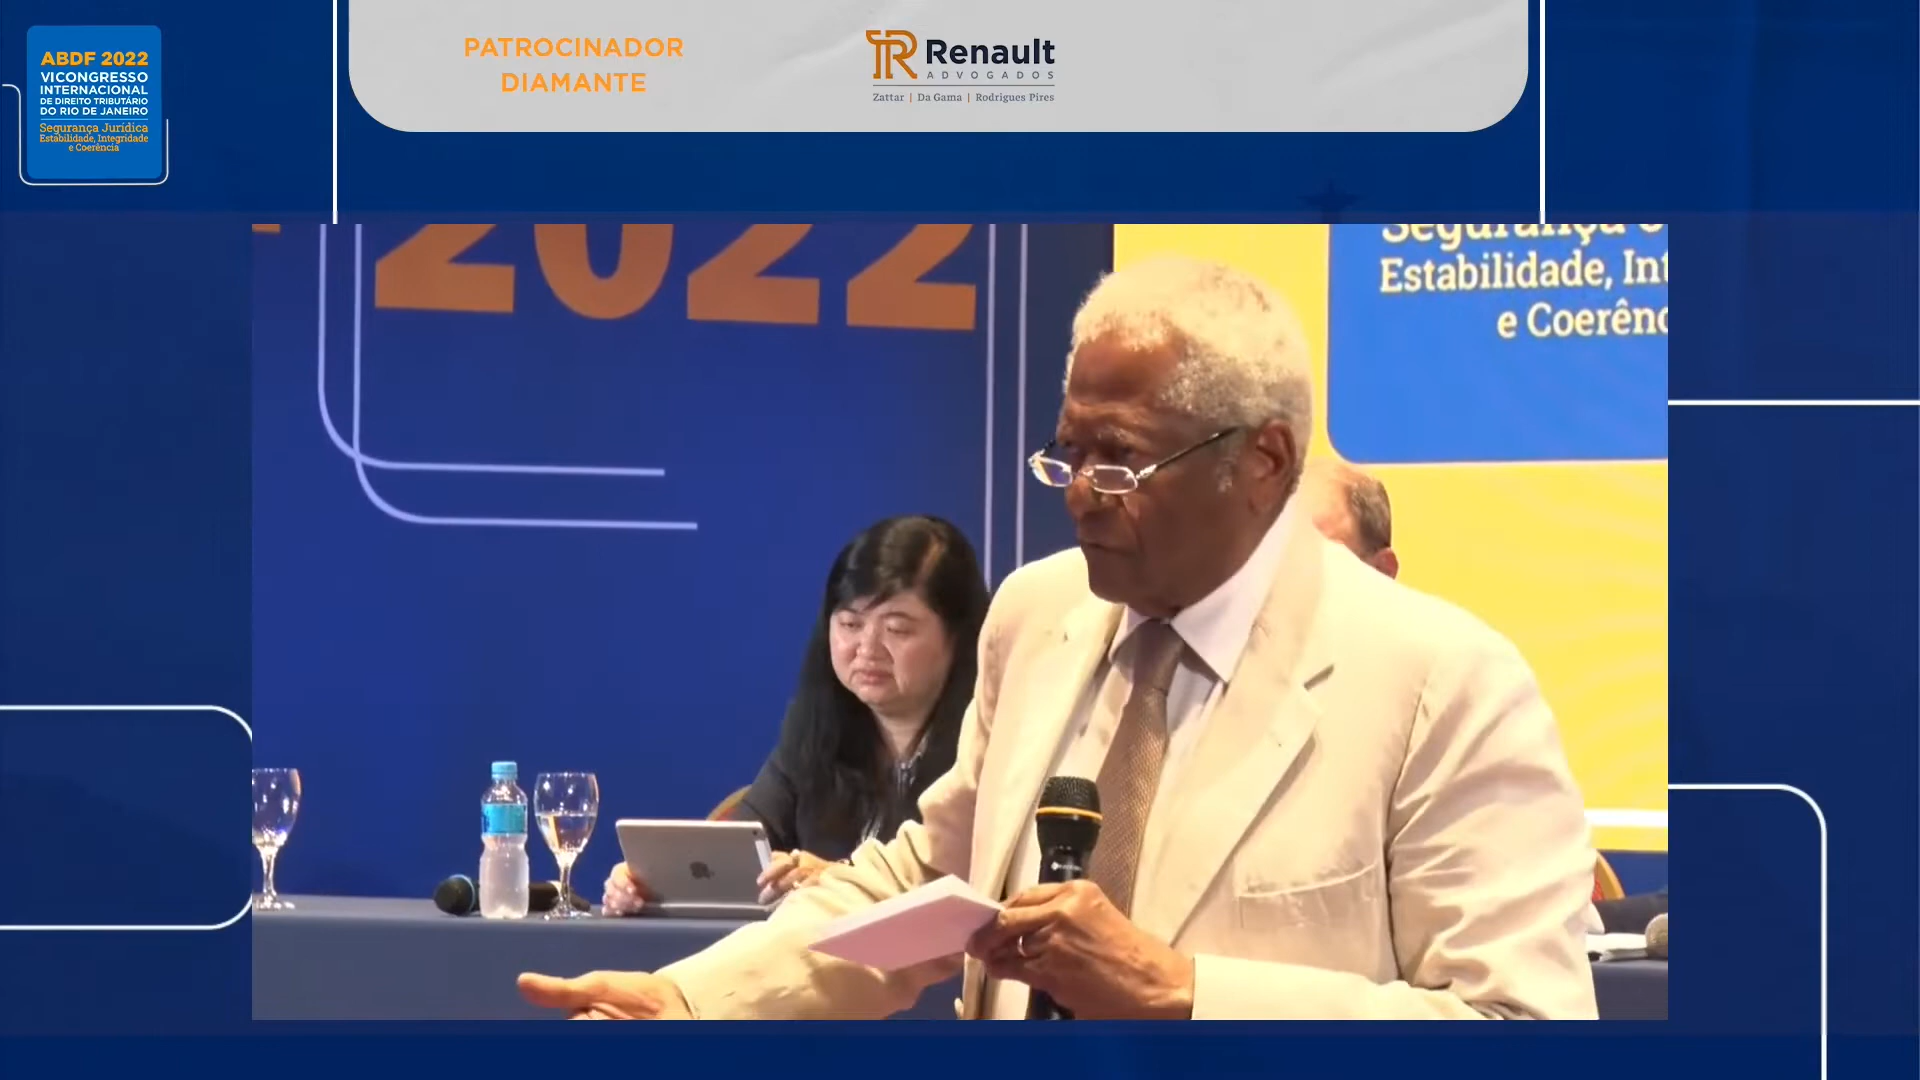 ABDF 2022
VI CONGRESSO
INTERNACIONAL
DE DIREITO TRIBUTÁRIO
DO RIO DE JANEIRO
Segurança Jurídica
Estabilidade, Integridade
e Coerência
PATROCINADOR
DIAMANTE
R Renault
ADVOGADOS
Zattar | Da Gama | Rodrigues Pires
2022
Segurança
Estabilidade, Int
e Coerênc